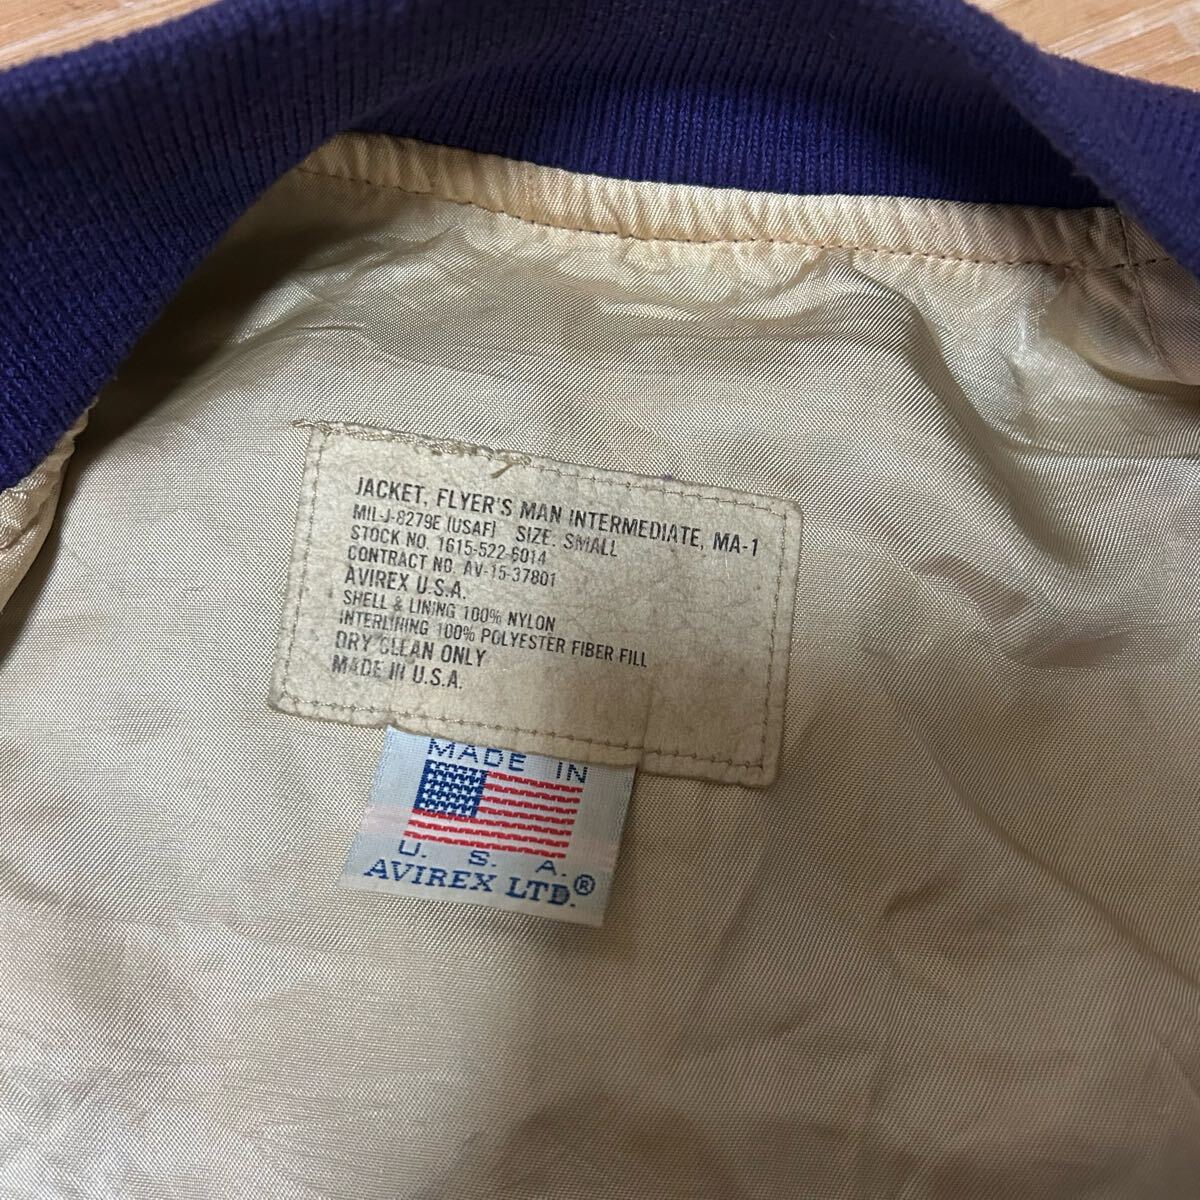 JACKET, FLYER'S MAN INTERMEDIATE, MA-1
MIL-J-8279E (USAF) SIZE: SMALL
STOCK NO. 1615-522-6014
CONTRACT NO. AV-15-37801
AVIREX U.S.A.
SHELL & LINING 100% NYLON
INTERLINING 100% POLYESTER FIBER FILL
DRY CLEAN ONLY
MADE IN U.S.A.
MADE IN
U. S. A.
AVIREX LTD.®